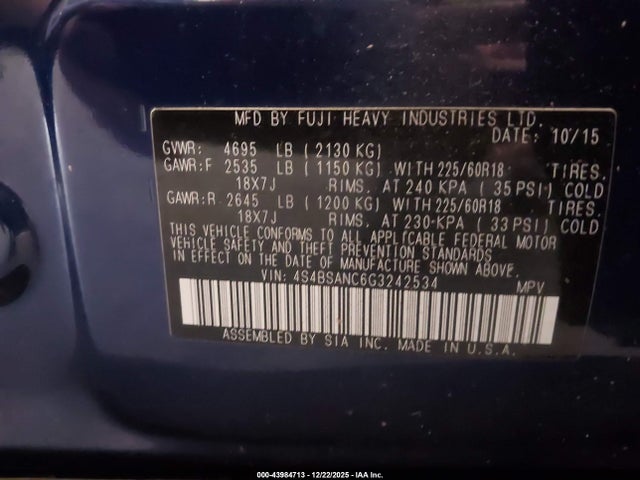 MFD BY FUJI HEAVY INDUSTRIES LTD.
DATE: 10/15
GVWR: 4695 LB (2130 KG)
GAWR:F 2535 LB (1150 KG) WITH 225/60R18 TIRES.
18X7J RIMS. AT 240 KPA (35 PSI) COLD
GAWR:R 2645 LB (1200 KG) WITH 225/60R18 TIRES.
18X7J RIMS. AT 230-KPA (33 PSI) COLD
THIS VEHICLE CONFORMS TO ALL APPLICABLE FEDERAL MOTOR
VEHICLE SAFETY AND THEFT PREVENTION STANDARDS
IN EFFECT ON THE DATE OF MANUFACTURE SHOWN ABOVE.
VIN: 4S4BSANC6G3242534 MPV
ASSEMBLED BY SIA INC. MADE IN U.S.A.
000-43984713 - 12/22/2025 - IAA Inc.